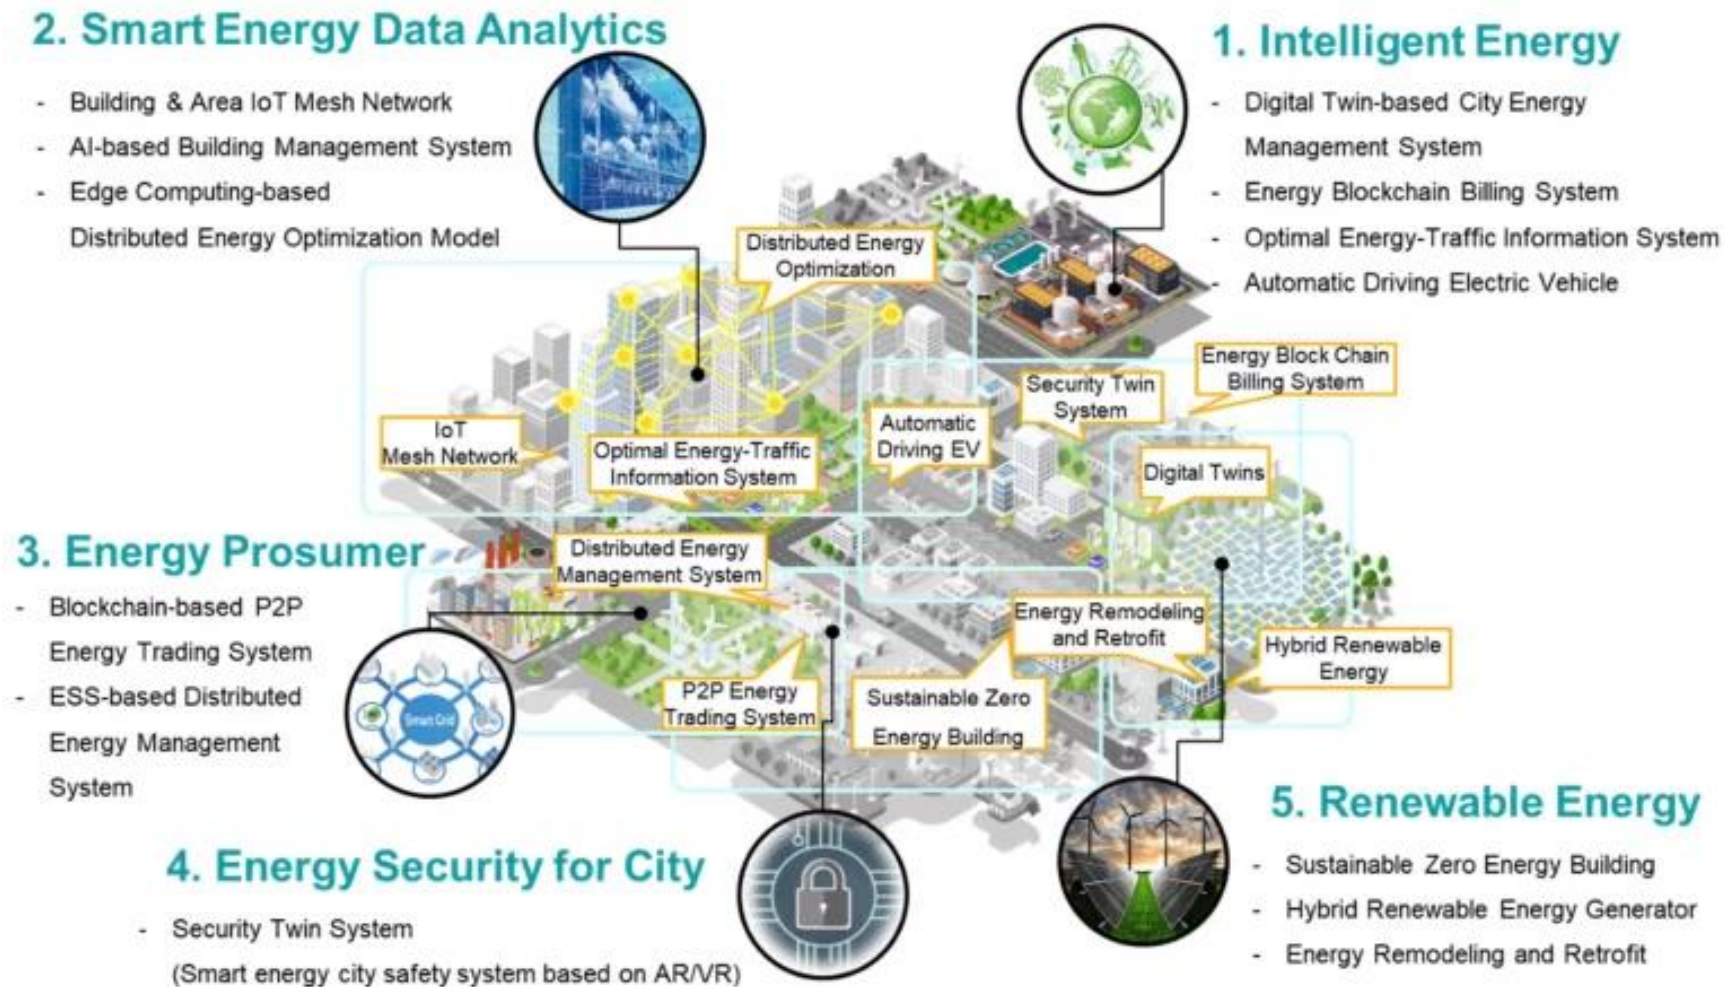 2. Smart Energy Data Analytics
- Building & Area IoT Mesh Network
- AI-based Building Management System
- Edge Computing-based
Distributed Energy Optimization Model
1. Intelligent Energy
- Digital Twin-based City Energy
Management System
- Energy Blockchain Billing System
- Optimal Energy-Traffic Information System
- Automatic Driving Electric Vehicle
Distributed Energy
Optimization
Energy Block Chain
Billing System
Security Twin
System
Automatic
Driving EV
IoT
Mesh Network
Optimal Energy-Traffic
Information System
Digital Twins
3. Energy Prosumer
- Blockchain-based P2P
Energy Trading System
- ESS-based Distributed
Energy Management
System
Distributed Energy
Management System
Energy Remodeling
and Retrofit
Hybrid Renewable
Energy
P2P Energy
Trading System
Sustainable Zero
Energy Building
Smart Grid
4. Energy Security for City
- Security Twin System
(Smart energy city safety system based on AR/VR)
5. Renewable Energy
- Sustainable Zero Energy Building
- Hybrid Renewable Energy Generator
- Energy Remodeling and Retrofit